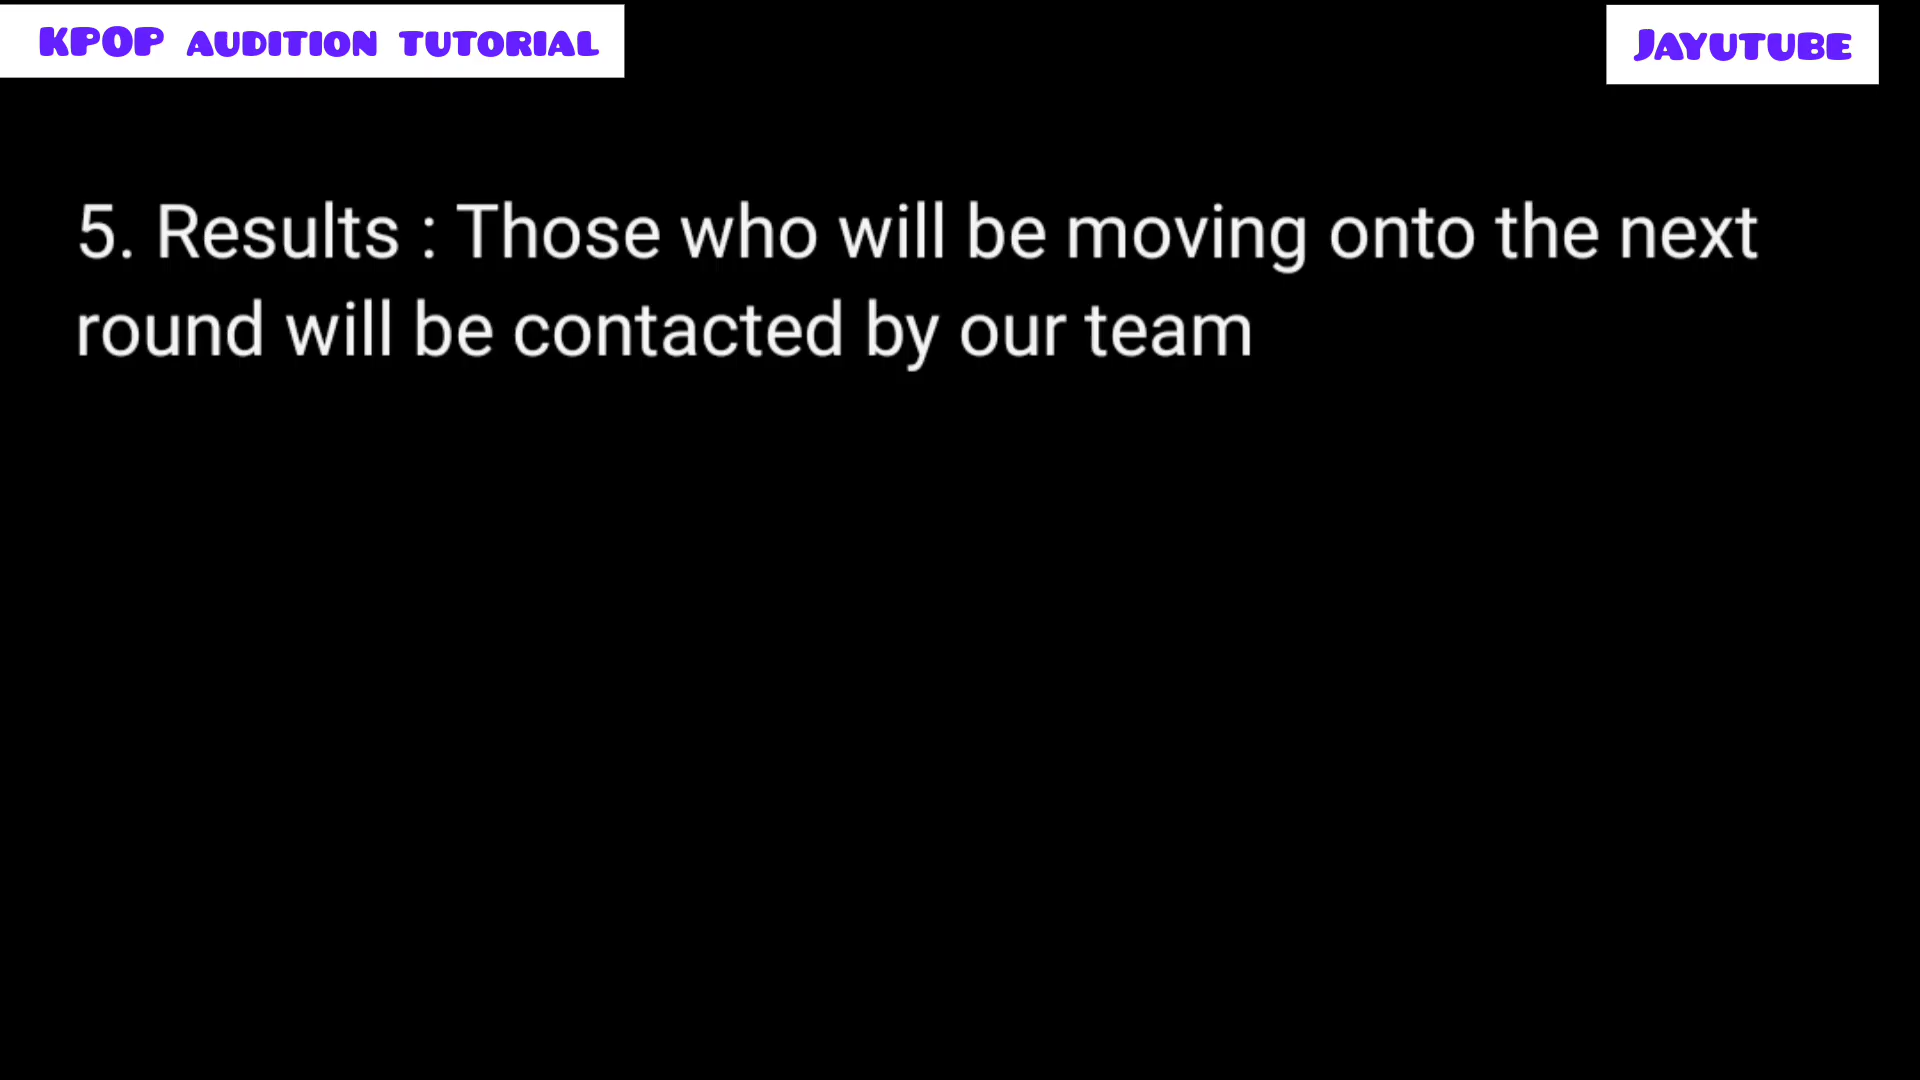 KPOP AUDITION TUTORIAL
JAYUTUBE
5. Results : Those who will be moving onto the next
round will be contacted by our team